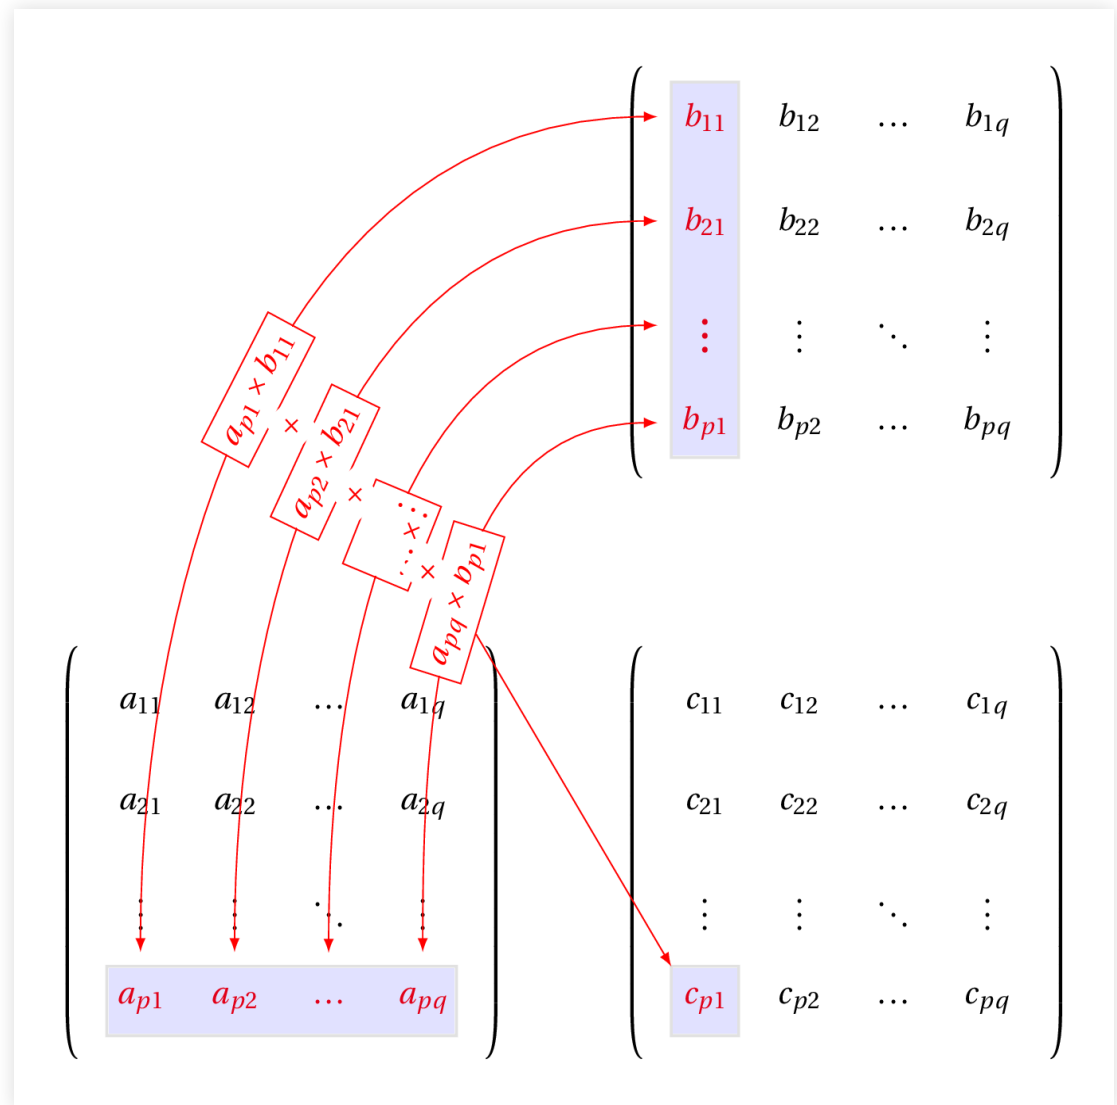 b₁₁ b₁₂ … b₁q
b₂₁ b₂₂ … b₂q
⋮ ⋮ ⋱ ⋮
bp₁ bp₂ … bpq
ap₁ × b₁₁
+
ap₂ × b₂₁
+
… × …
+
apq × bp₁
a₁₁ a₁₂ … a₁q
a₂₁ a₂₂ … a₂q
⋮ ⋮ ⋱ ⋮
ap₁ ap₂ … apq
c₁₁ c₁₂ … c₁q
c₂₁ c₂₂ … c₂q
⋮ ⋮ ⋱ ⋮
cp₁ cp₂ … cpq